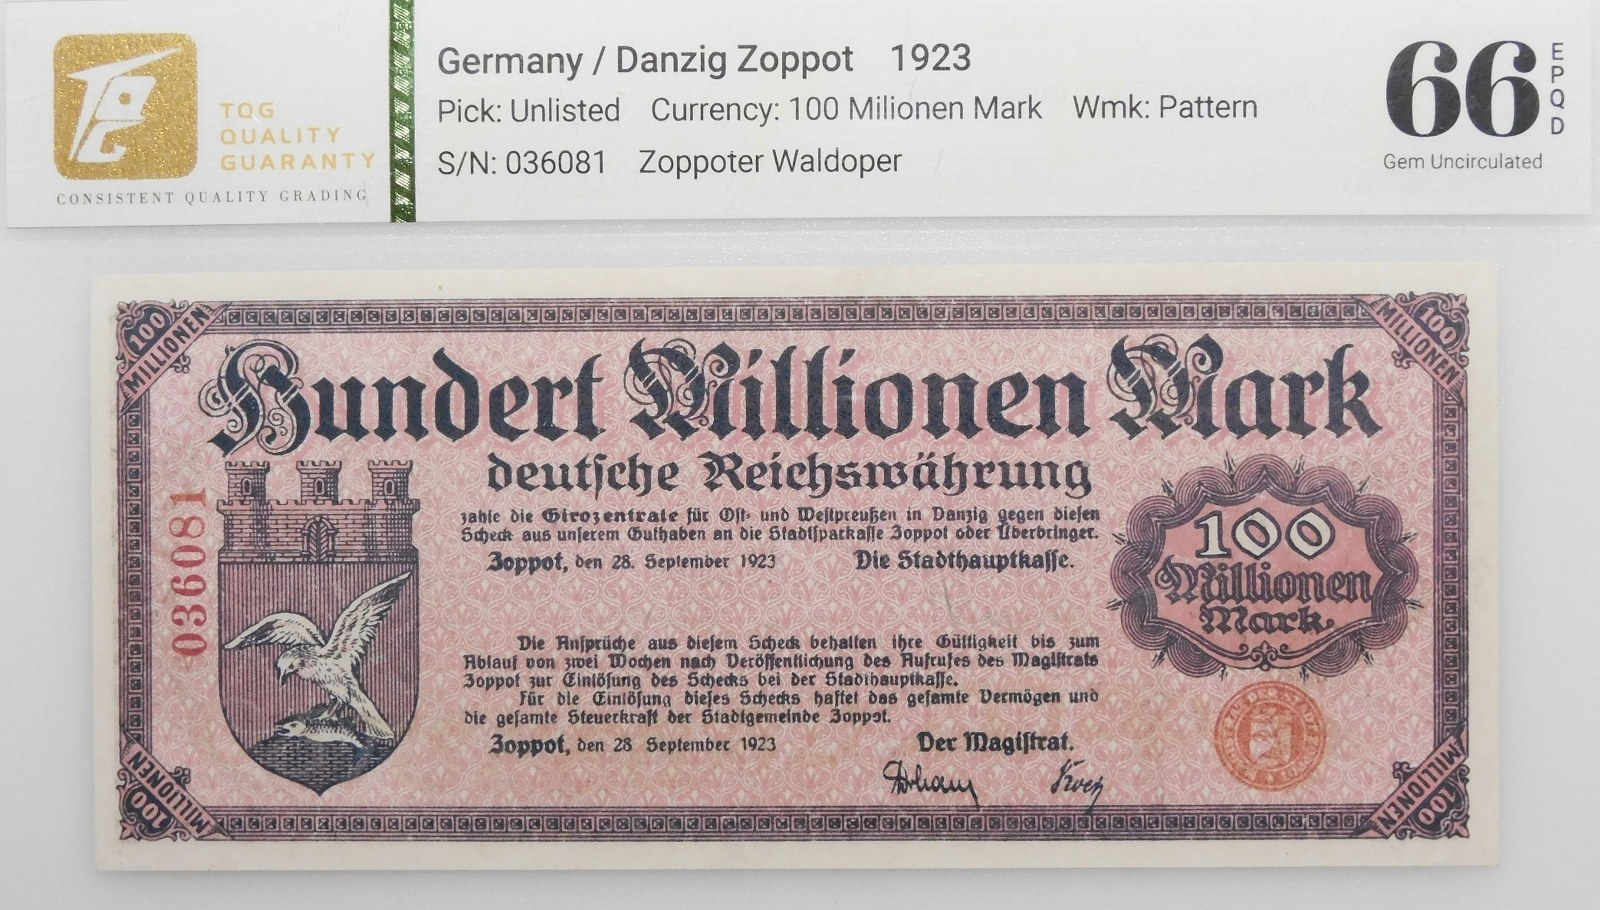 TQG
QUALITY
GUARANTY
CONSISTENT QUALITY GRADING
Germany / Danzig Zoppot 1923
Pick: Unlisted Currency: 100 Milionen Mark Wmk: Pattern
S/N: 036081 Zoppoter Waldoper
66
EPQD
Gem Uncirculated
100 MILLIONEN
100 MILLIONEN
Hundert Millionen Mark
deutsche Reichswährung
zahle die Girozentrale für Ost- und Westpreußen in Danzig gegen diesen
Scheck aus unserem Guthaben an die Stadtsparkasse Zoppot oder Überbringer.
Zoppot, den 28. September 1923 Die Stadthauptkasse.
036081
100
Millionen
Mark.
Die Ansprüche aus diesem Scheck behalten ihre Gültigkeit bis zum
Ablauf von zwei Wochen nach Veröffentlichung des Aufrufes des Magistrats
Zoppot zur Einlösung des Schecks bei der Stadthauptkasse.
Für die Einlösung dieses Schecks haftet das gesamte Vermögen und
die gesamte Steuerkraft der Stadtgemeinde Zoppot.
Zoppot, den 28 September 1923 Der Magistrat.
100 MILLIONEN
100 MILLIONEN